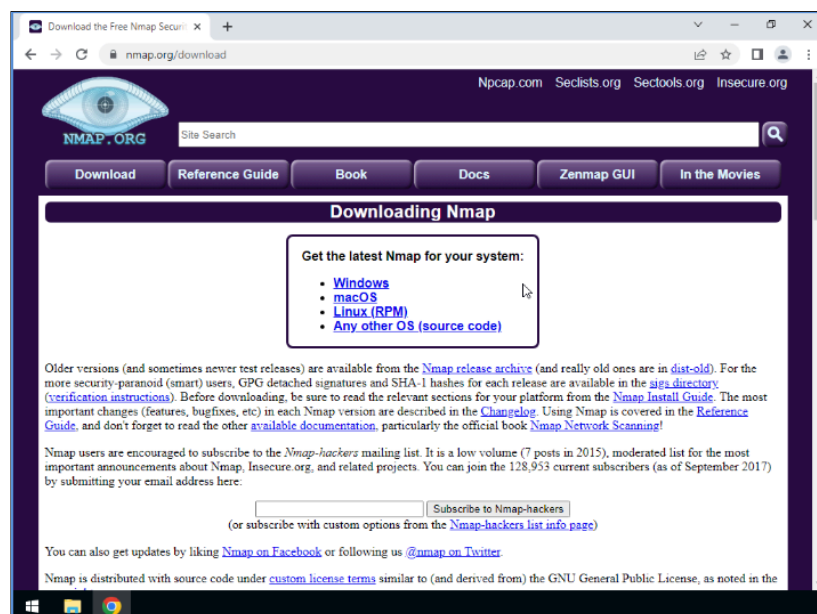 Download the Free Nmap Securi
nmap.org/download
Npcap.com Seclists.org Sectools.org Insecure.org
NMAP.ORG
Site Search
Download Reference Guide Book Docs Zenmap GUI In the Movies
Downloading Nmap
Get the latest Nmap for your system:
• Windows
• macOS
• Linux (RPM)
• Any other OS (source code)
Older versions (and sometimes newer test releases) are available from the Nmap release archive (and really old ones are in dist-old). For the
more security-paranoid (smart) users, GPG detached signatures and SHA-1 hashes for each release are available in the sigs directory
(verification instructions). Before downloading, be sure to read the relevant sections for your platform from the Nmap Install Guide. The most
important changes (features, bugfixes, etc) in each Nmap version are described in the Changelog. Using Nmap is covered in the Reference
Guide, and don't forget to read the other available documentation, particularly the official book Nmap Network Scanning!
Nmap users are encouraged to subscribe to the Nmap-hackers mailing list. It is a low volume (7 posts in 2015), moderated list for the most
important announcements about Nmap, Insecure.org, and related projects. You can join the 128,953 current subscribers (as of September 2017)
by submitting your email address here:
Subscribe to Nmap-hackers
(or subscribe with custom options from the Nmap-hackers list info page)
You can also get updates by liking Nmap on Facebook or following us @nmap on Twitter.
Nmap is distributed with source code under custom license terms similar to (and derived from) the GNU General Public License, as noted in the